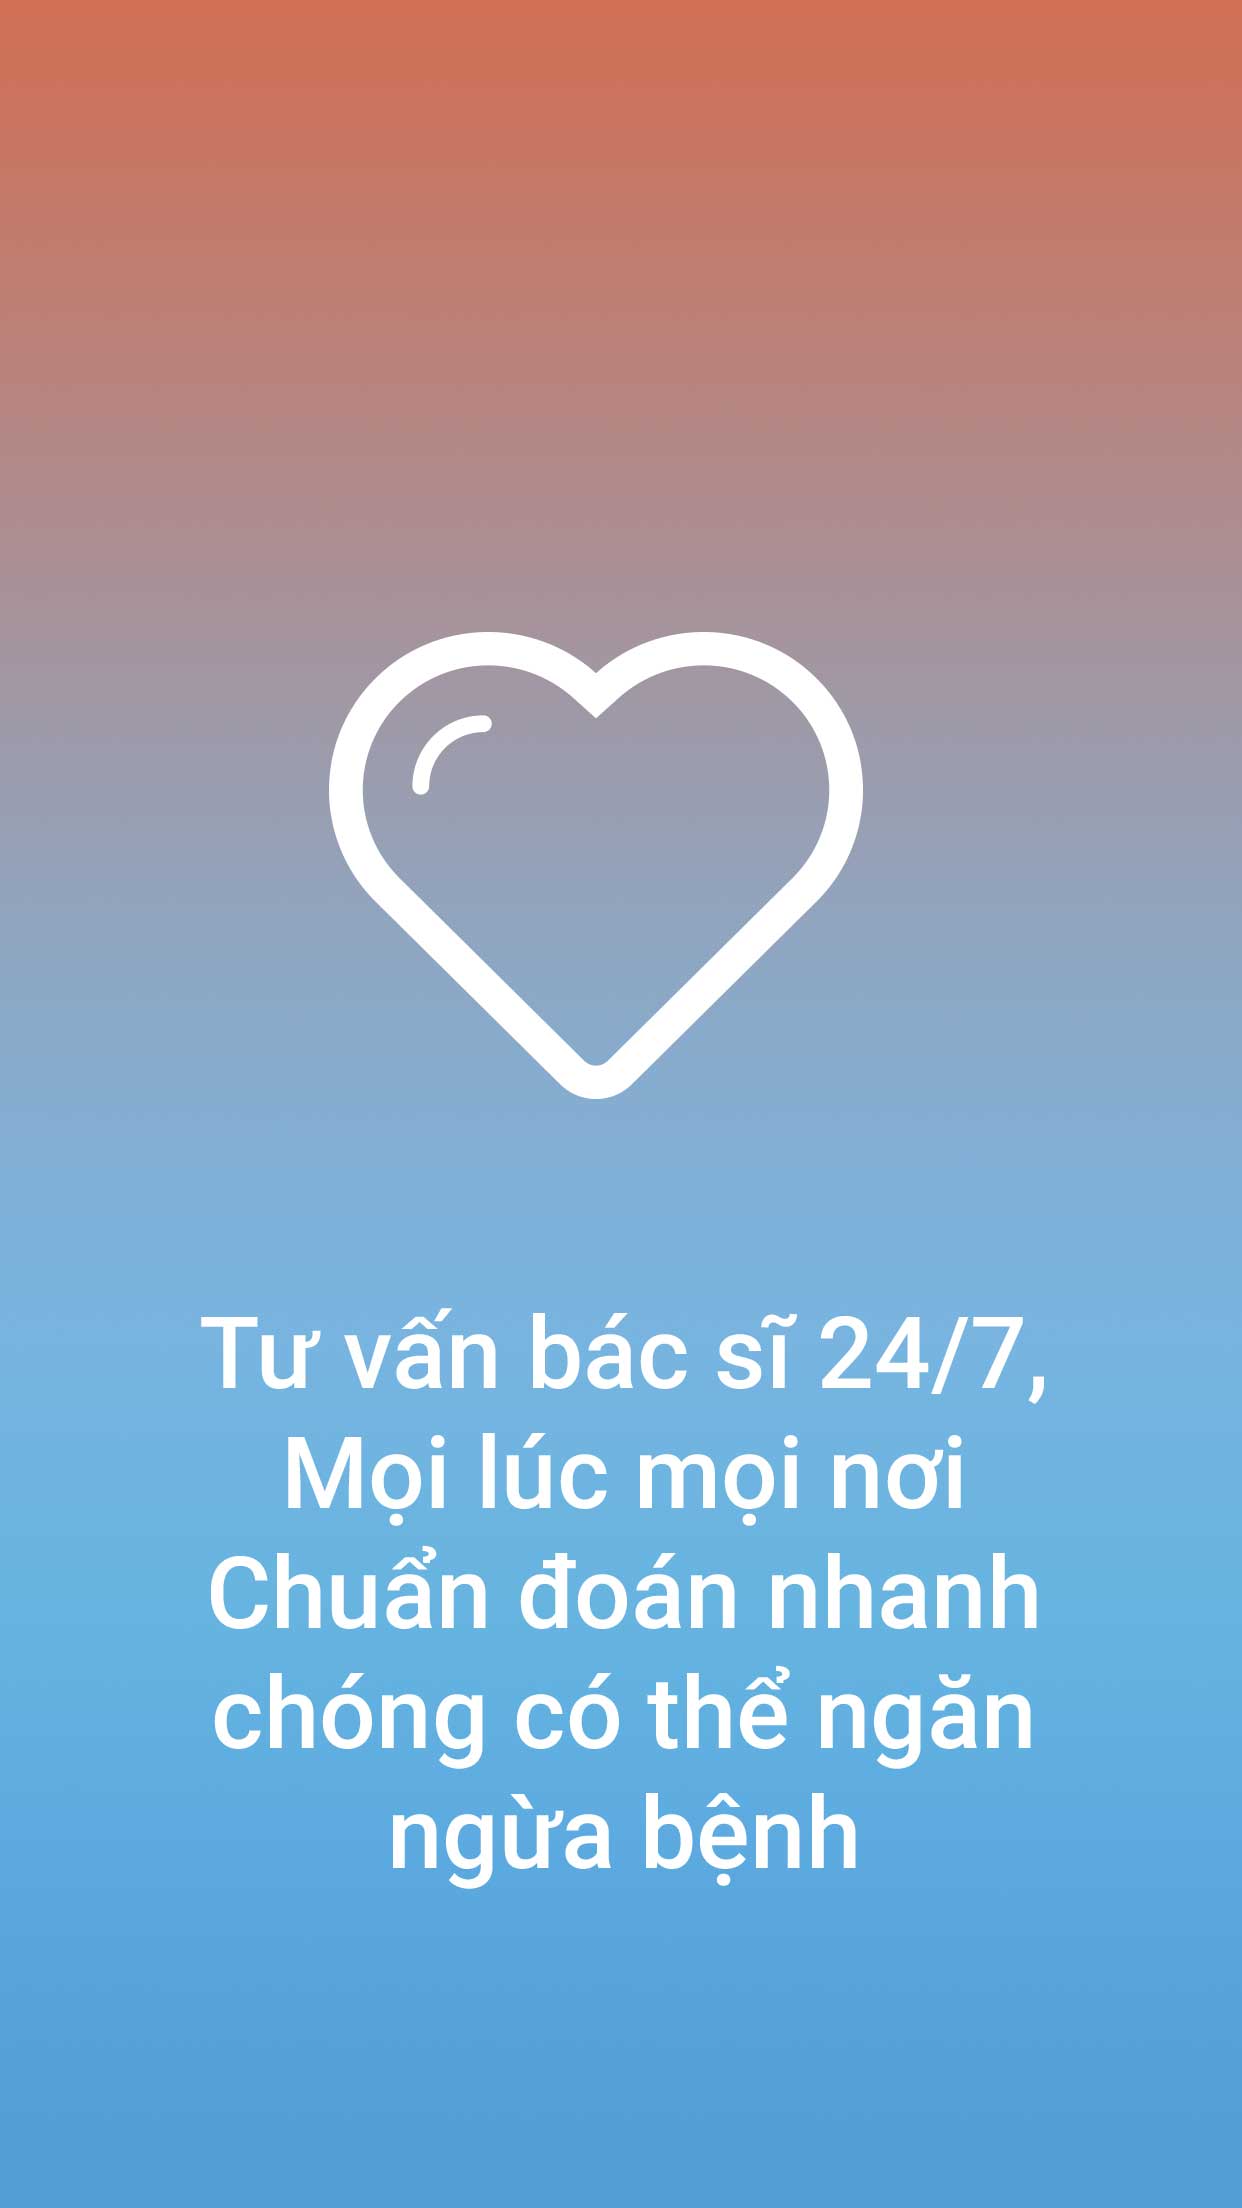 Tư vấn bác sĩ 24/7,
Mọi lúc mọi nơi
Chuẩn đoán nhanh
chóng có thể ngăn
ngừa bệnh